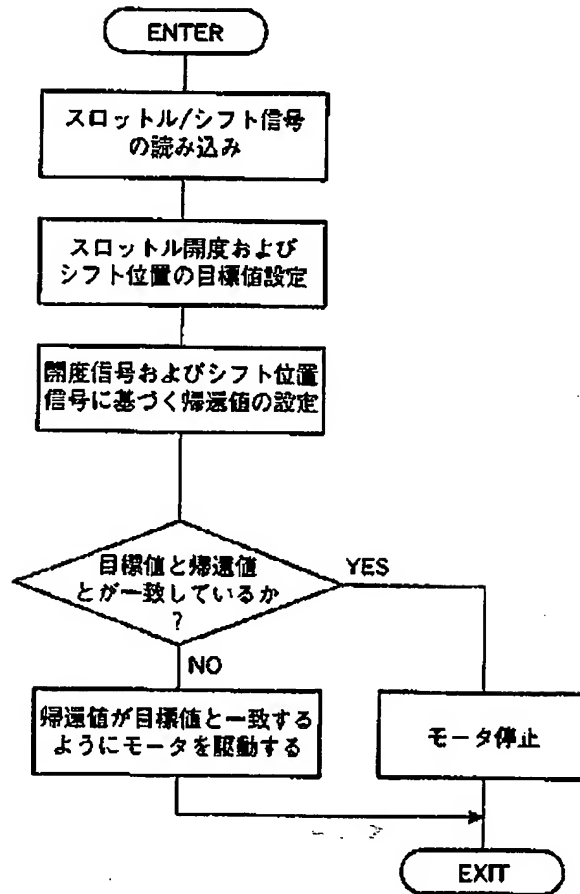 ENTER
スロットル/シフト信号
の読み込み
スロットル開度および
シフト位置の目標値設定
開度信号およびシフト位置
信号に基づく帰還値の設定
目標値と帰還値
とが一致しているか
?
YES
NO
帰還値が目標値と一致する
ようにモータを駆動する
モータ停止
EXIT